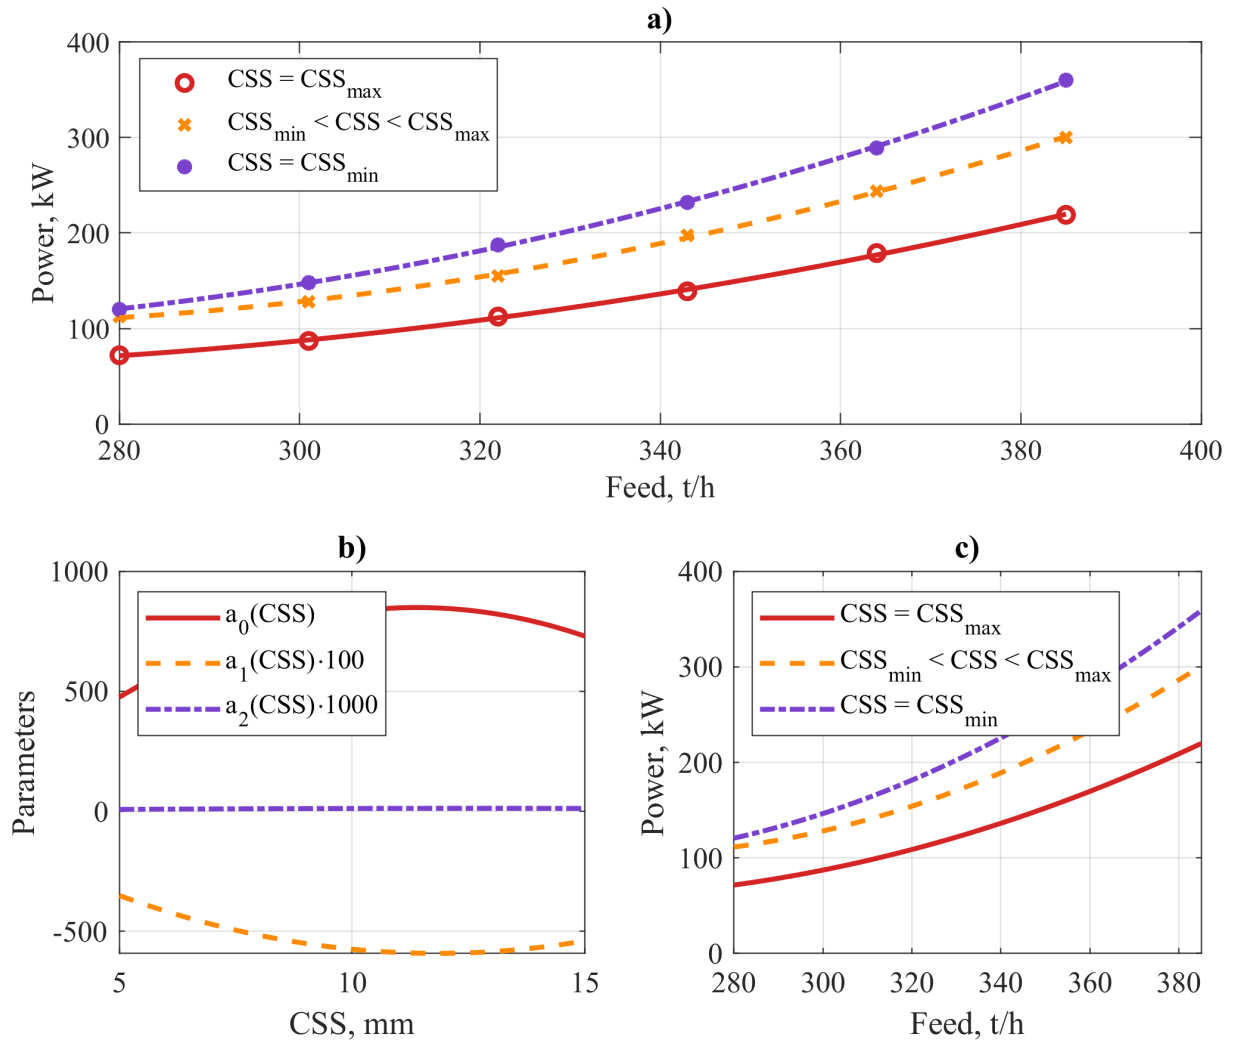 a)
400
300
200
100
0
Power, kW
CSS = CSSmax
CSSmin < CSS < CSSmax
CSS = CSSmin
280 300 320 340 360 380 400
Feed, t/h
b)
1000
500
0
-500
Parameters
a0(CSS)
a1(CSS)·100
a2(CSS)·1000
5 10 15
CSS, mm
c)
400
300
200
100
0
Power, kW
CSS = CSSmax
CSSmin < CSS < CSSmax
CSS = CSSmin
280 300 320 340 360 380
Feed, t/h